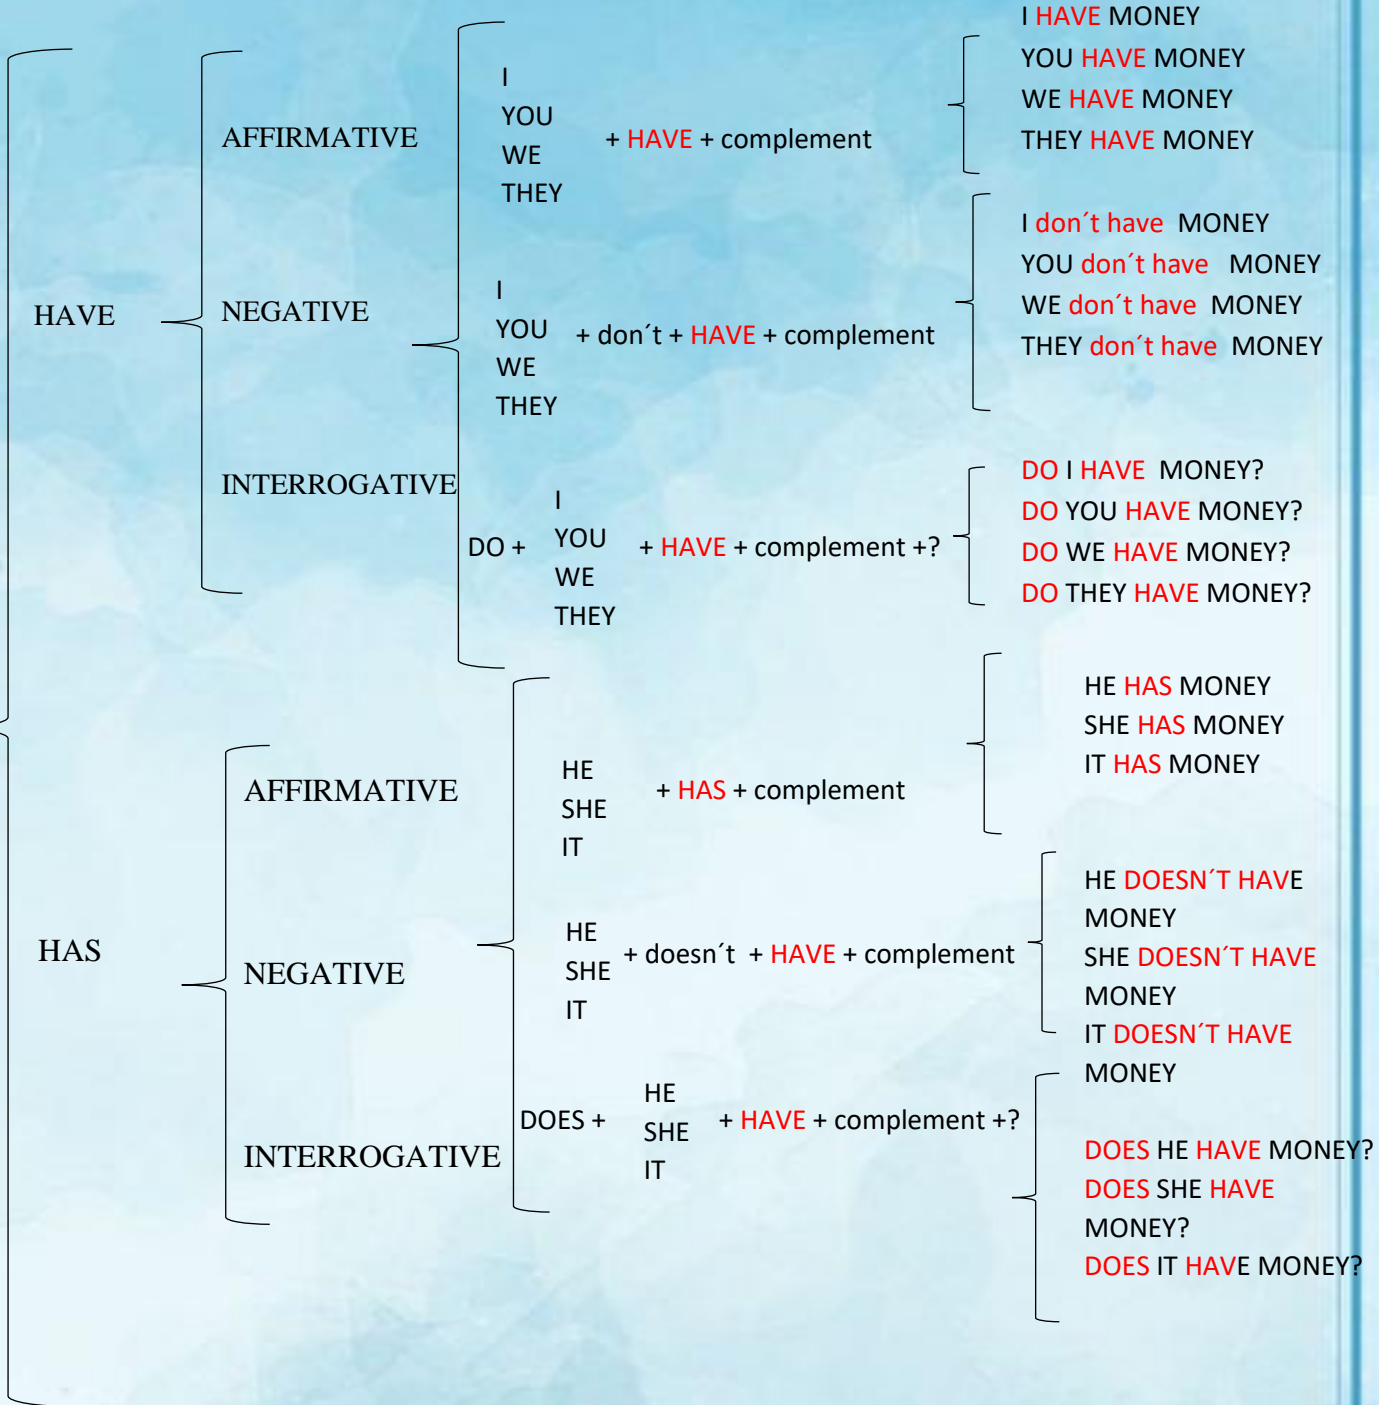 HAVE
AFFIRMATIVE
I
YOU
WE
THEY
+ HAVE + complement
I HAVE MONEY
YOU HAVE MONEY
WE HAVE MONEY
THEY HAVE MONEY
NEGATIVE
I
YOU
WE
THEY
+ don´t + HAVE + complement
I don´t have MONEY
YOU don´t have MONEY
WE don´t have MONEY
THEY don´t have MONEY
INTERROGATIVE
DO +
I
YOU
WE
THEY
+ HAVE + complement +?
DO I HAVE MONEY?
DO YOU HAVE MONEY?
DO WE HAVE MONEY?
DO THEY HAVE MONEY?
HAS
AFFIRMATIVE
HE
SHE
IT
+ HAS + complement
HE HAS MONEY
SHE HAS MONEY
IT HAS MONEY
NEGATIVE
HE
SHE
IT
+ doesn´t + HAVE + complement
HE DOESN´T HAVE
MONEY
SHE DOESN´T HAVE
MONEY
IT DOESN´T HAVE
MONEY
INTERROGATIVE
DOES +
HE
SHE
IT
+ HAVE + complement +?
DOES HE HAVE MONEY?
DOES SHE HAVE
MONEY?
DOES IT HAVE MONEY?